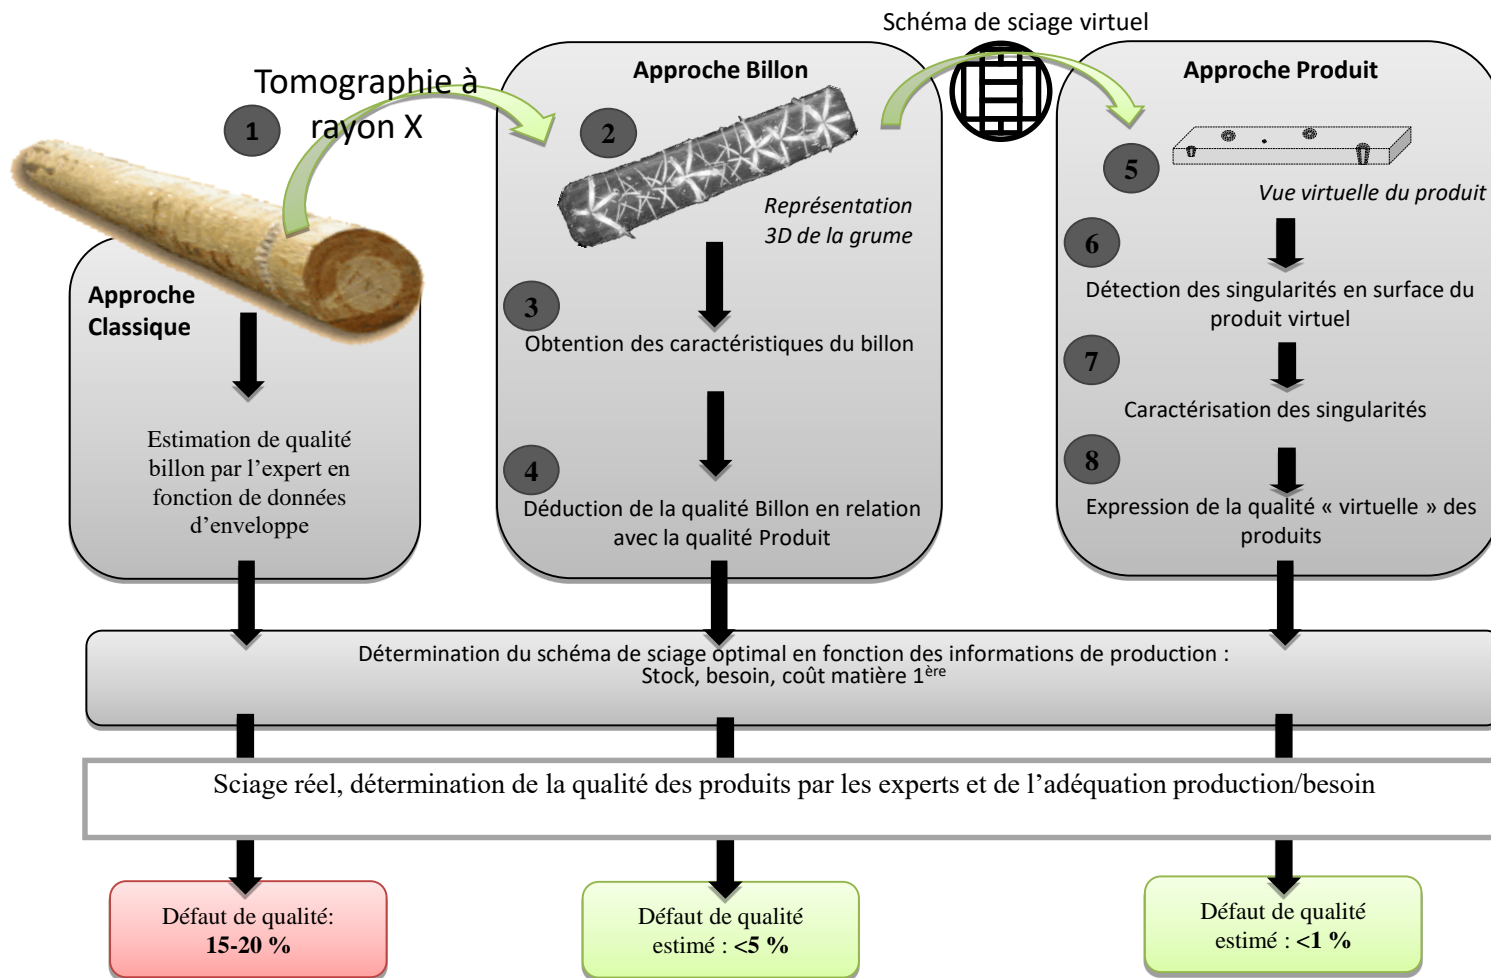 Schéma de sciage virtuel
Tomographie à
rayon X
1
Approche
Classique
Estimation de qualité
billon par l’expert en
fonction de données
d’enveloppe
Approche Billon
2
Représentation
3D de la grume
3
Obtention des caractéristiques du billon
4
Déduction de la qualité Billon en relation
avec la qualité Produit
Approche Produit
5
Vue virtuelle du produit
6
Détection des singularités en surface du
produit virtuel
7
Caractérisation des singularités
8
Expression de la qualité « virtuelle » des
produits
Détermination du schéma de sciage optimal en fonction des informations de production :
Stock, besoin, coût matière 1ère
Sciage réel, détermination de la qualité des produits par les experts et de l’adéquation production/besoin
Défaut de qualité:
15-20 %
Défaut de qualité
estimé : <5 %
Défaut de qualité
estimé : <1 %